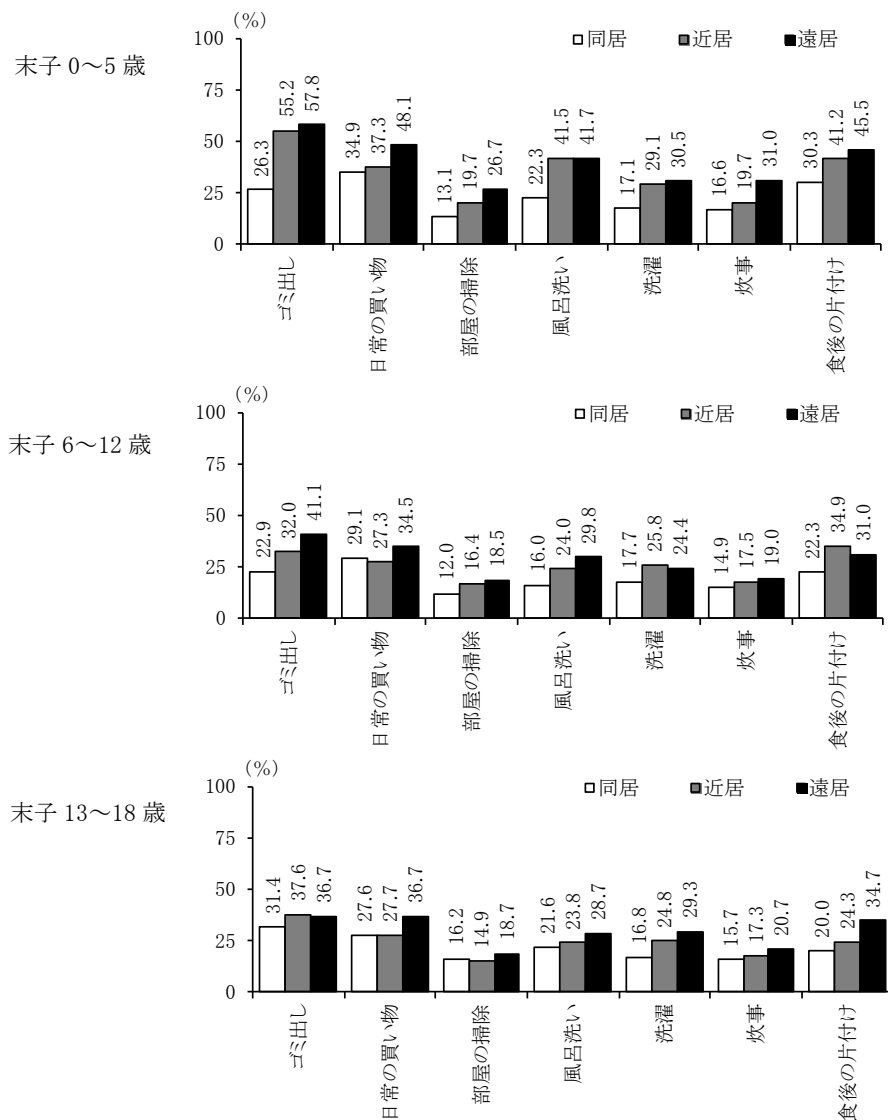 末子 0～5 歳
(%)
□同居 ■近居 ■遠居
100
75
50
25
0
26.3 55.2 57.8
34.9 37.3 48.1
13.1 19.7 26.7
22.3 41.5 41.7
17.1 29.1 30.5
16.6 19.7 31.0
30.3 41.2 45.5
ゴミ出し
日常の買い物
部屋の掃除
風呂洗い
洗濯
炊事
食後の片付け
末子 6～12 歳
(%)
□同居 ■近居 ■遠居
100
75
50
25
0
22.9 32.0 41.1
29.1 27.3 34.5
12.0 16.4 18.5
16.0 24.0 29.8
17.7 25.8 24.4
14.9 17.5 19.0
22.3 34.9 31.0
ゴミ出し
日常の買い物
部屋の掃除
風呂洗い
洗濯
炊事
食後の片付け
末子 13～18 歳
(%)
□同居 ■近居 ■遠居
100
75
50
25
0
31.4 37.6 36.7
27.6 27.7 36.7
16.2 14.9 18.7
21.6 23.8 28.7
16.8 24.8 29.3
15.7 17.3 20.7
20.0 24.3 34.7
ゴミ出し
日常の買い物
部屋の掃除
風呂洗い
洗濯
炊事
食後の片付け